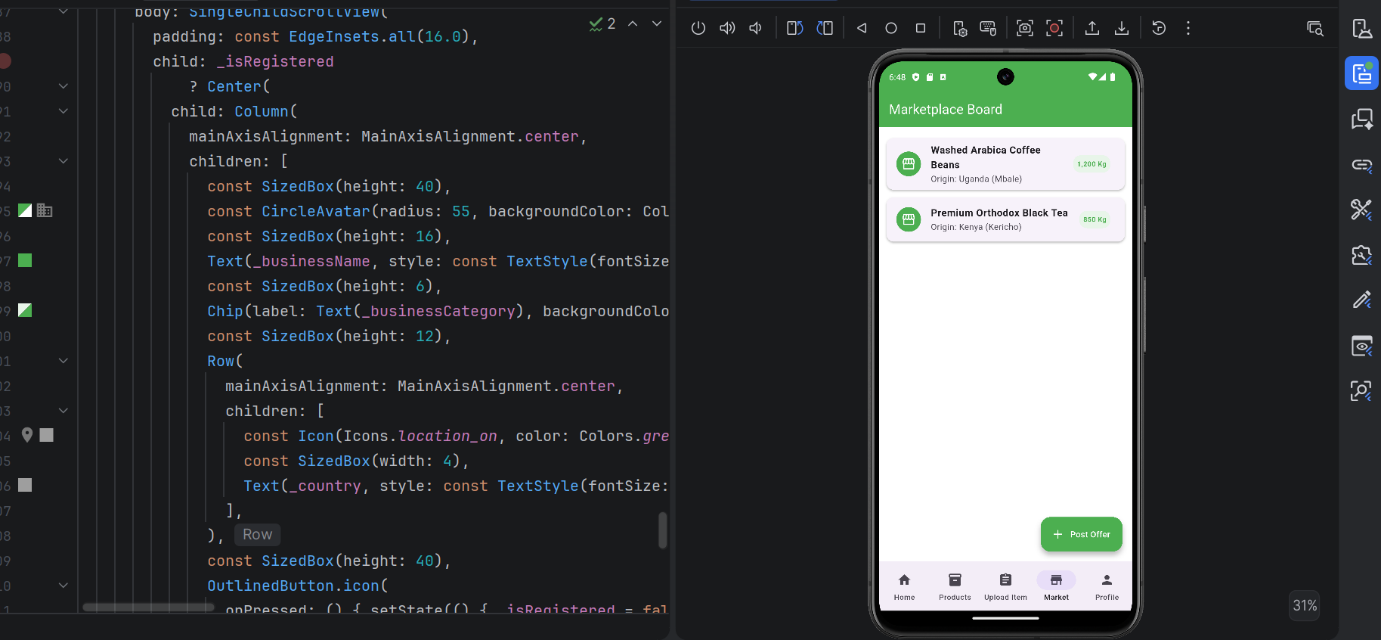 body: SingleChildScrollView(
padding: const EdgeInsets.all(16.0),
child: _isRegistered
? Center(
child: Column(
mainAxisAlignment: MainAxisAlignment.center,
children: [
const SizedBox(height: 40),
const CircleAvatar(radius: 55, backgroundColor: Col
const SizedBox(height: 16),
Text(_businessName, style: const TextStyle(fontSize
const SizedBox(height: 6),
Chip(label: Text(_businessCategory), backgroundColo
const SizedBox(height: 12),
Row(
mainAxisAlignment: MainAxisAlignment.center,
children: [
const Icon(Icons.location_on, color: Colors.gre
const SizedBox(width: 4),
Text(_country, style: const TextStyle(fontSize:
],
), Row
const SizedBox(height: 40),
OutlinedButton.icon(
onPressed: () { setState(() { _isRegistered = fal
2
6:48
Marketplace Board
Washed Arabica Coffee
Beans
Origin: Uganda (Mbale)
1,200 Kg
Premium Orthodox Black Tea
Origin: Kenya (Kericho)
850 Kg
+ Post Offer
Home
Products
Upload Item
Market
Profile
31%